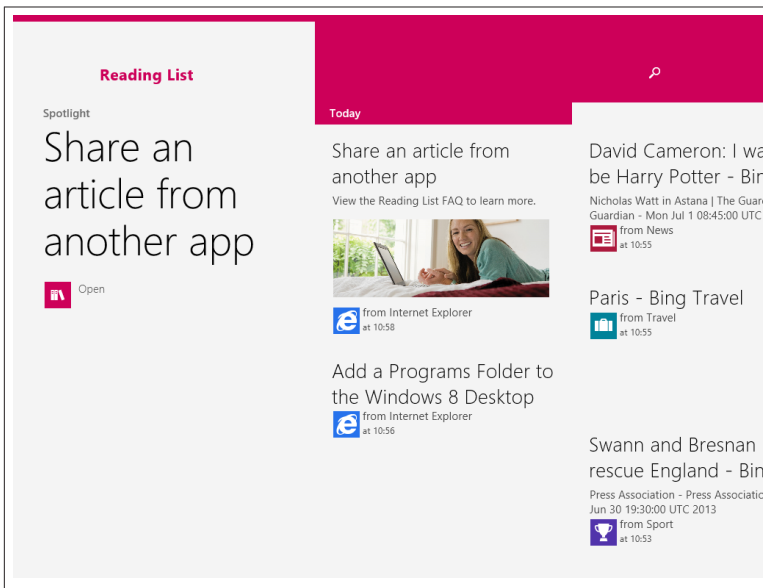 Reading List
Spotlight
Share an
article from
another app
Open
Today
Share an article from
another app
View the Reading List FAQ to learn more.
from Internet Explorer
at 10:58
Add a Programs Folder to
the Windows 8 Desktop
from Internet Explorer
at 10:56
David Cameron: I wa
be Harry Potter - Bin
Nicholas Watt in Astana | The Guar
Guardian - Mon Jul 1 08:45:00 UTC
from News
at 10:55
Paris - Bing Travel
from Travel
at 10:55
Swann and Bresnan
rescue England - Bin
Press Association - Press Associatio
Jun 30 19:30:00 UTC 2013
from Sport
at 10:53